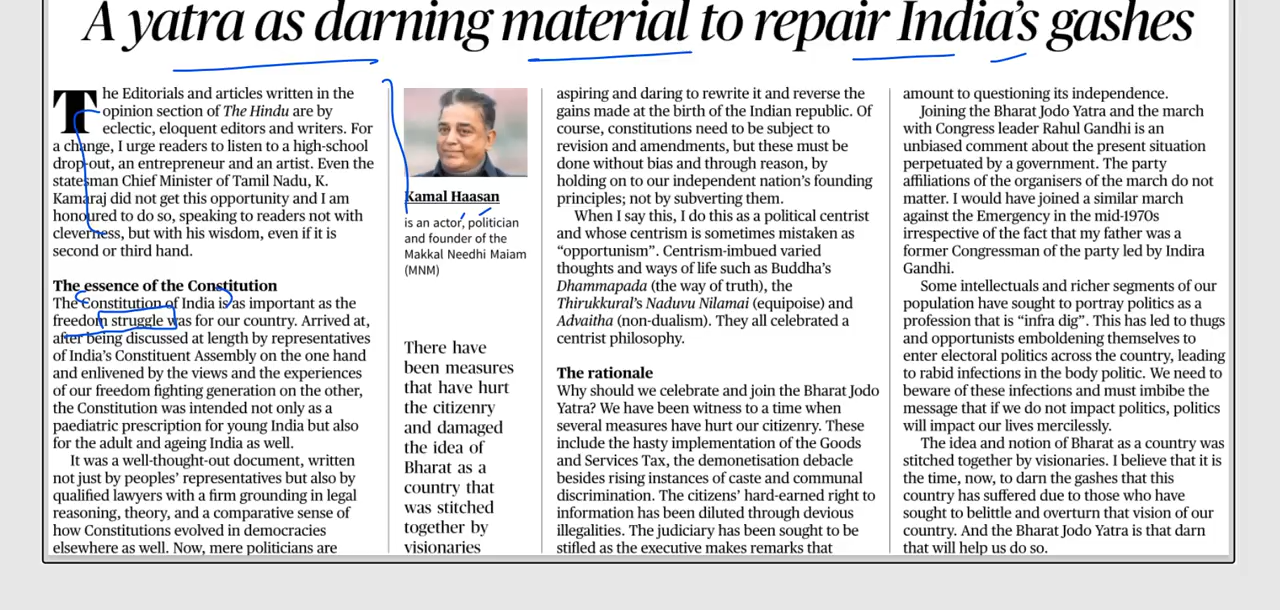 A yatra as darning material to repair India's gashes
The Editorials and articles written in the
opinion section of The Hindu are by
eclectic, eloquent editors and writers. For
a change, I urge readers to listen to a high-school
drop-out, an entrepreneur and an artist. Even the
statesman Chief Minister of Tamil Nadu, K.
Kamaraj did not get this opportunity and I am
honoured to do so, speaking to readers not with
cleverness, but with his wisdom, even if it is
second or third hand.
The essence of the Constitution
The Constitution of India is as important as the
freedom struggle was for our country. Arrived at,
after being discussed at length by representatives
of India's Constituent Assembly on the one hand
and enlivened by the views and the experiences
of our freedom fighting generation on the other,
the Constitution was intended not only as a
paediatric prescription for young India but also
for the adult and ageing India as well.
It was a well-thought-out document, written
not just by peoples' representatives but also by
qualified lawyers with a firm grounding in legal
reasoning, theory, and a comparative sense of
how Constitutions evolved in democracies
elsewhere as well. Now, mere politicians are
Kamal Haasan
is an actor, politician
and founder of the
Makkal Needhi Maiam
(MNM)
There have
been measures
that have hurt
the citizenry
and damaged
the idea of
Bharat as a
country that
was stitched
together by
visionaries
aspiring and daring to rewrite it and reverse the
gains made at the birth of the Indian republic. Of
course, constitutions need to be subject to
revision and amendments, but these must be
done without bias and through reason, by
holding on to our independent nation's founding
principles; not by subverting them.
When I say this, I do this as a political centrist
and whose centrism is sometimes mistaken as
"opportunism". Centrism-imbued varied
thoughts and ways of life such as Buddha's
Dhammapada (the way of truth), the
Thirukkural's Naduvu Nilamai (equipoise) and
Advaitha (non-dualism). They all celebrated a
centrist philosophy.
The rationale
Why should we celebrate and join the Bharat Jodo
Yatra? We have been witness to a time when
several measures have hurt our citizenry. These
include the hasty implementation of the Goods
and Services Tax, the demonetisation debacle
besides rising instances of caste and communal
discrimination. The citizens' hard-earned right to
information has been diluted through devious
illegalities. The judiciary has been sought to be
stifled as the executive makes remarks that
amount to questioning its independence.
Joining the Bharat Jodo Yatra and the march
with Congress leader Rahul Gandhi is an
unbiased comment about the present situation
perpetuated by a government. The party
affiliations of the organisers of the march do not
matter. I would have joined a similar march
against the Emergency in the mid-1970s
irrespective of the fact that my father was a
former Congressman of the party led by Indira
Gandhi.
Some intellectuals and richer segments of our
population have sought to portray politics as a
profession that is "infra dig". This has led to thugs
and opportunists emboldening themselves to
enter electoral politics across the country, leading
to rabid infections in the body politic. We need to
beware of these infections and must imbibe the
message that if we do not impact politics, politics
will impact our lives mercilessly.
The idea and notion of Bharat as a country was
stitched together by visionaries. I believe that it is
the time, now, to darn the gashes that this
country has suffered due to those who have
sought to belittle and overturn that vision of our
country. And the Bharat Jodo Yatra is that darn
that will help us do so.